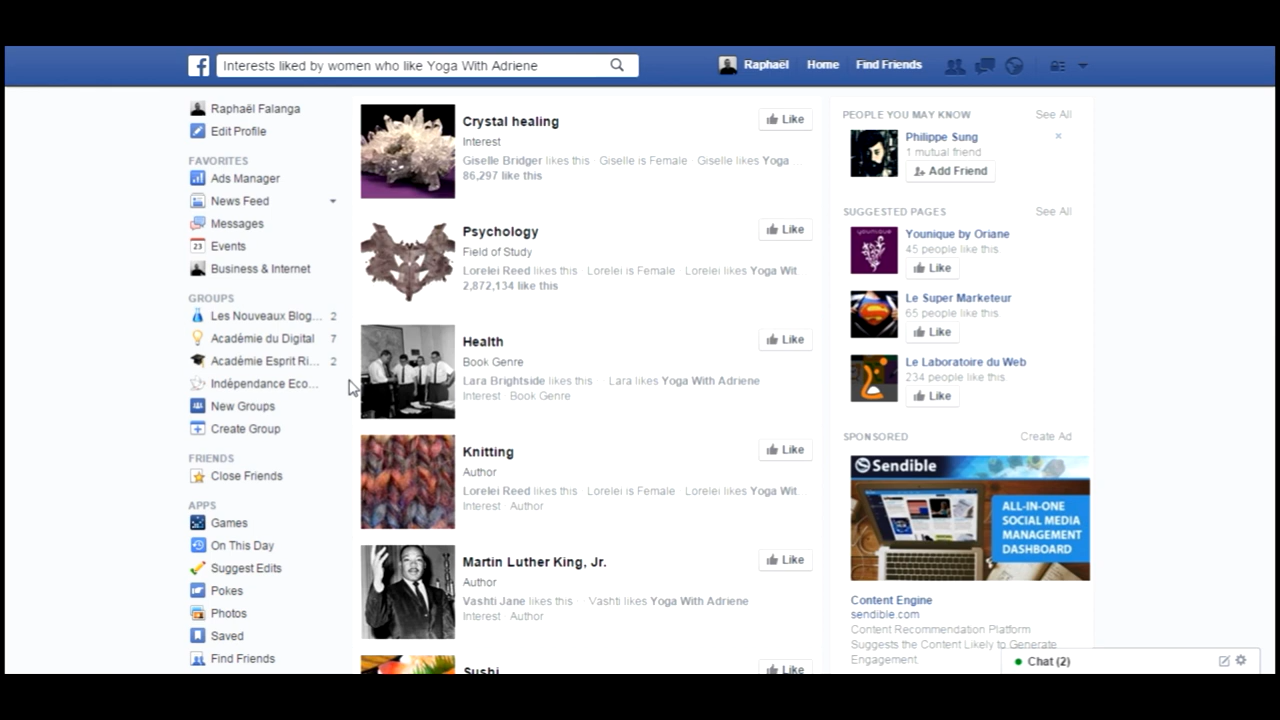 Interests liked by women who like Yoga With Adriene
Raphaël
Home
Find Friends
Raphaël Falanga
Edit Profile
FAVORITES
Ads Manager
News Feed
Messages
23 Events
Business & Internet
GROUPS
Les Nouveaux Blog... 2
Académie du Digital 7
Académie Esprit Ri... 2
Indépendance Eco...
New Groups
Create Group
FRIENDS
Close Friends
APPS
Games
On This Day
Suggest Edits
Pokes
Photos
Saved
Find Friends
Crystal healing
Like
Interest
Giselle Bridger likes this · Giselle is Female · Giselle likes Yoga ...
86,297 like this
Psychology
Like
Field of Study
Lorelei Reed likes this · Lorelei is Female · Lorelei likes Yoga Wit...
2,872,134 like this
Health
Like
Book Genre
Lara Brightside likes this · Lara likes Yoga With Adriene
Interest · Book Genre
Knitting
Like
Author
Lorelei Reed likes this · Lorelei is Female · Lorelei likes Yoga Wit...
Interest · Author
Martin Luther King, Jr.
Like
Author
Vashti Jane likes this · Vashti likes Yoga With Adriene
Interest · Author
Sushi
Like
PEOPLE YOU MAY KNOW See All
Philippe Sung
1 mutual friend
Add Friend
SUGGESTED PAGES See All
YOUNIQUE
Younique by Oriane
45 people like this
Like
Le Super Marketeur
65 people like this
Like
Le Laboratoire du Web
234 people like this
Like
SPONSORED Create Ad
Sendible
ALL-IN-ONE
SOCIAL MEDIA
MANAGEMENT
DASHBOARD
Content Engine
sendible.com
Content Recommendation Platform
Suggests the Content Likely to Generate
Engagement.
Chat (2)